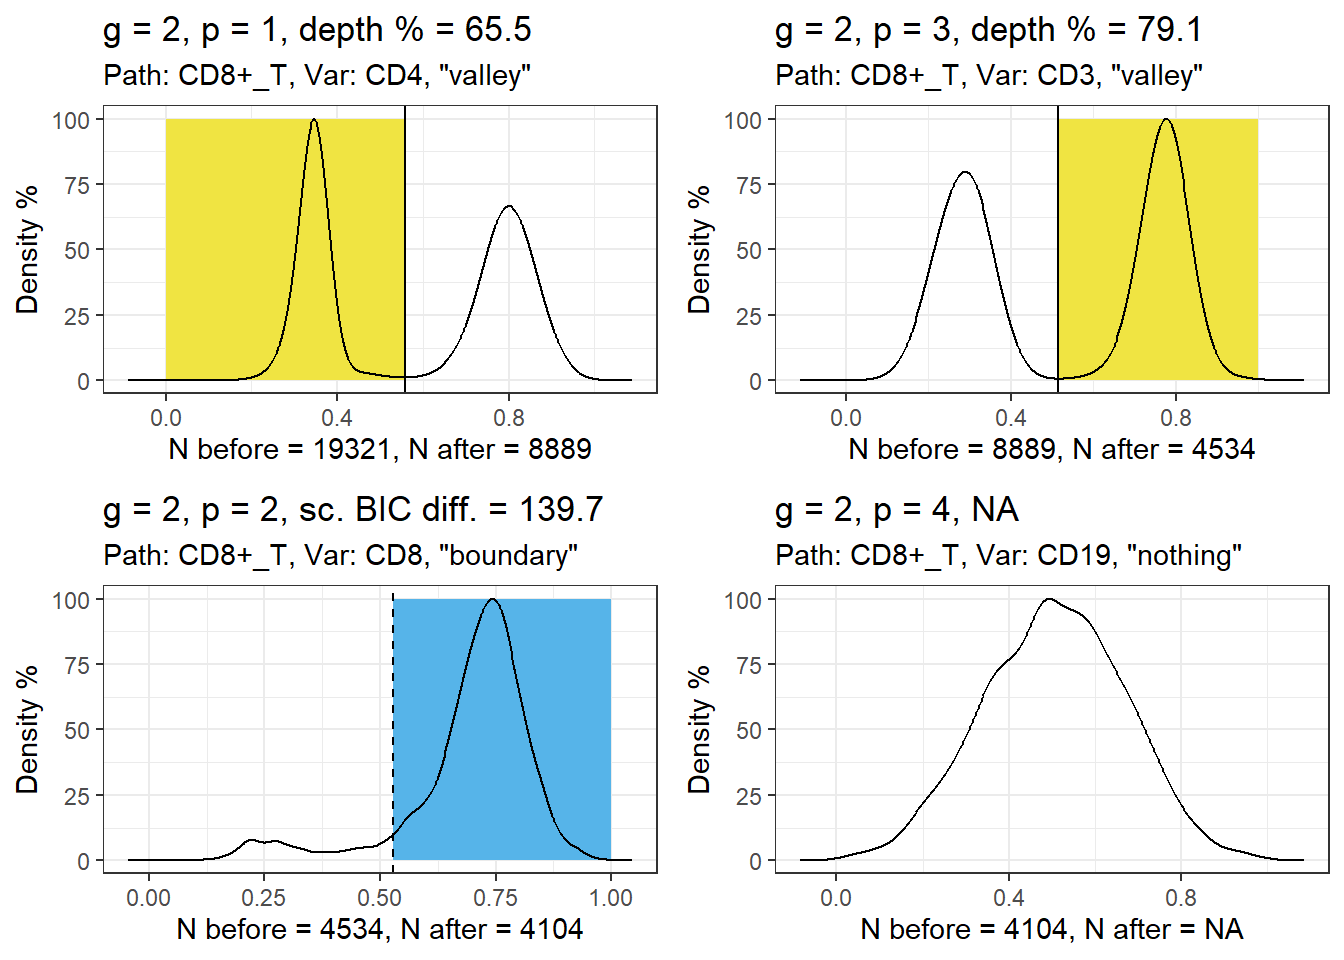 g = 2, p = 1, depth % = 65.5
Path: CD8+_T, Var: CD4, "valley"
Density %
100
75
50
25
0
0.0 0.4 0.8
N before = 19321, N after = 8889
g = 2, p = 3, depth % = 79.1
Path: CD8+_T, Var: CD3, "valley"
Density %
100
75
50
25
0
0.0 0.4 0.8
N before = 8889, N after = 4534
g = 2, p = 2, sc. BIC diff. = 139.7
Path: CD8+_T, Var: CD8, "boundary"
Density %
100
75
50
25
0
0.00 0.25 0.50 0.75 1.00
N before = 4534, N after = 4104
g = 2, p = 4, NA
Path: CD8+_T, Var: CD19, "nothing"
Density %
100
75
50
25
0
0.0 0.4 0.8
N before = 4104, N after = NA